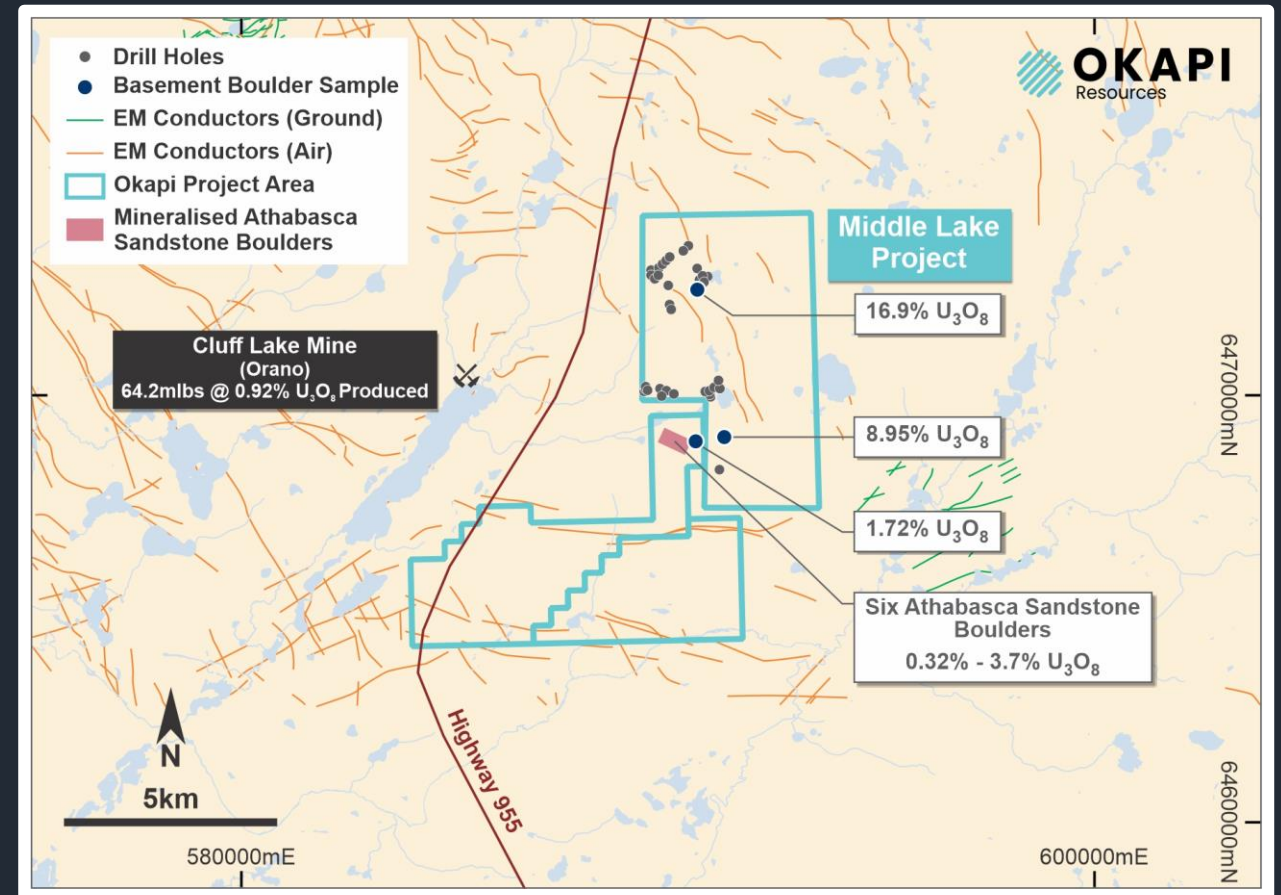 Drill Holes
Basement Boulder Sample
EM Conductors (Ground)
EM Conductors (Air)
Okapi Project Area
Mineralised Athabasca
Sandstone Boulders
OKAPI
Resources
Middle Lake
Project
16.9% U₃O₈
Cluff Lake Mine
(Orano)
64.2mlbs @ 0.92% U₃O₈ Produced
6470000mN
8.95% U₃O₈
1.72% U₃O₈
Six Athabasca Sandstone
Boulders
0.32% - 3.7% U₃O₈
Highway 955
N
5km
6460000mN
580000mE
600000mE